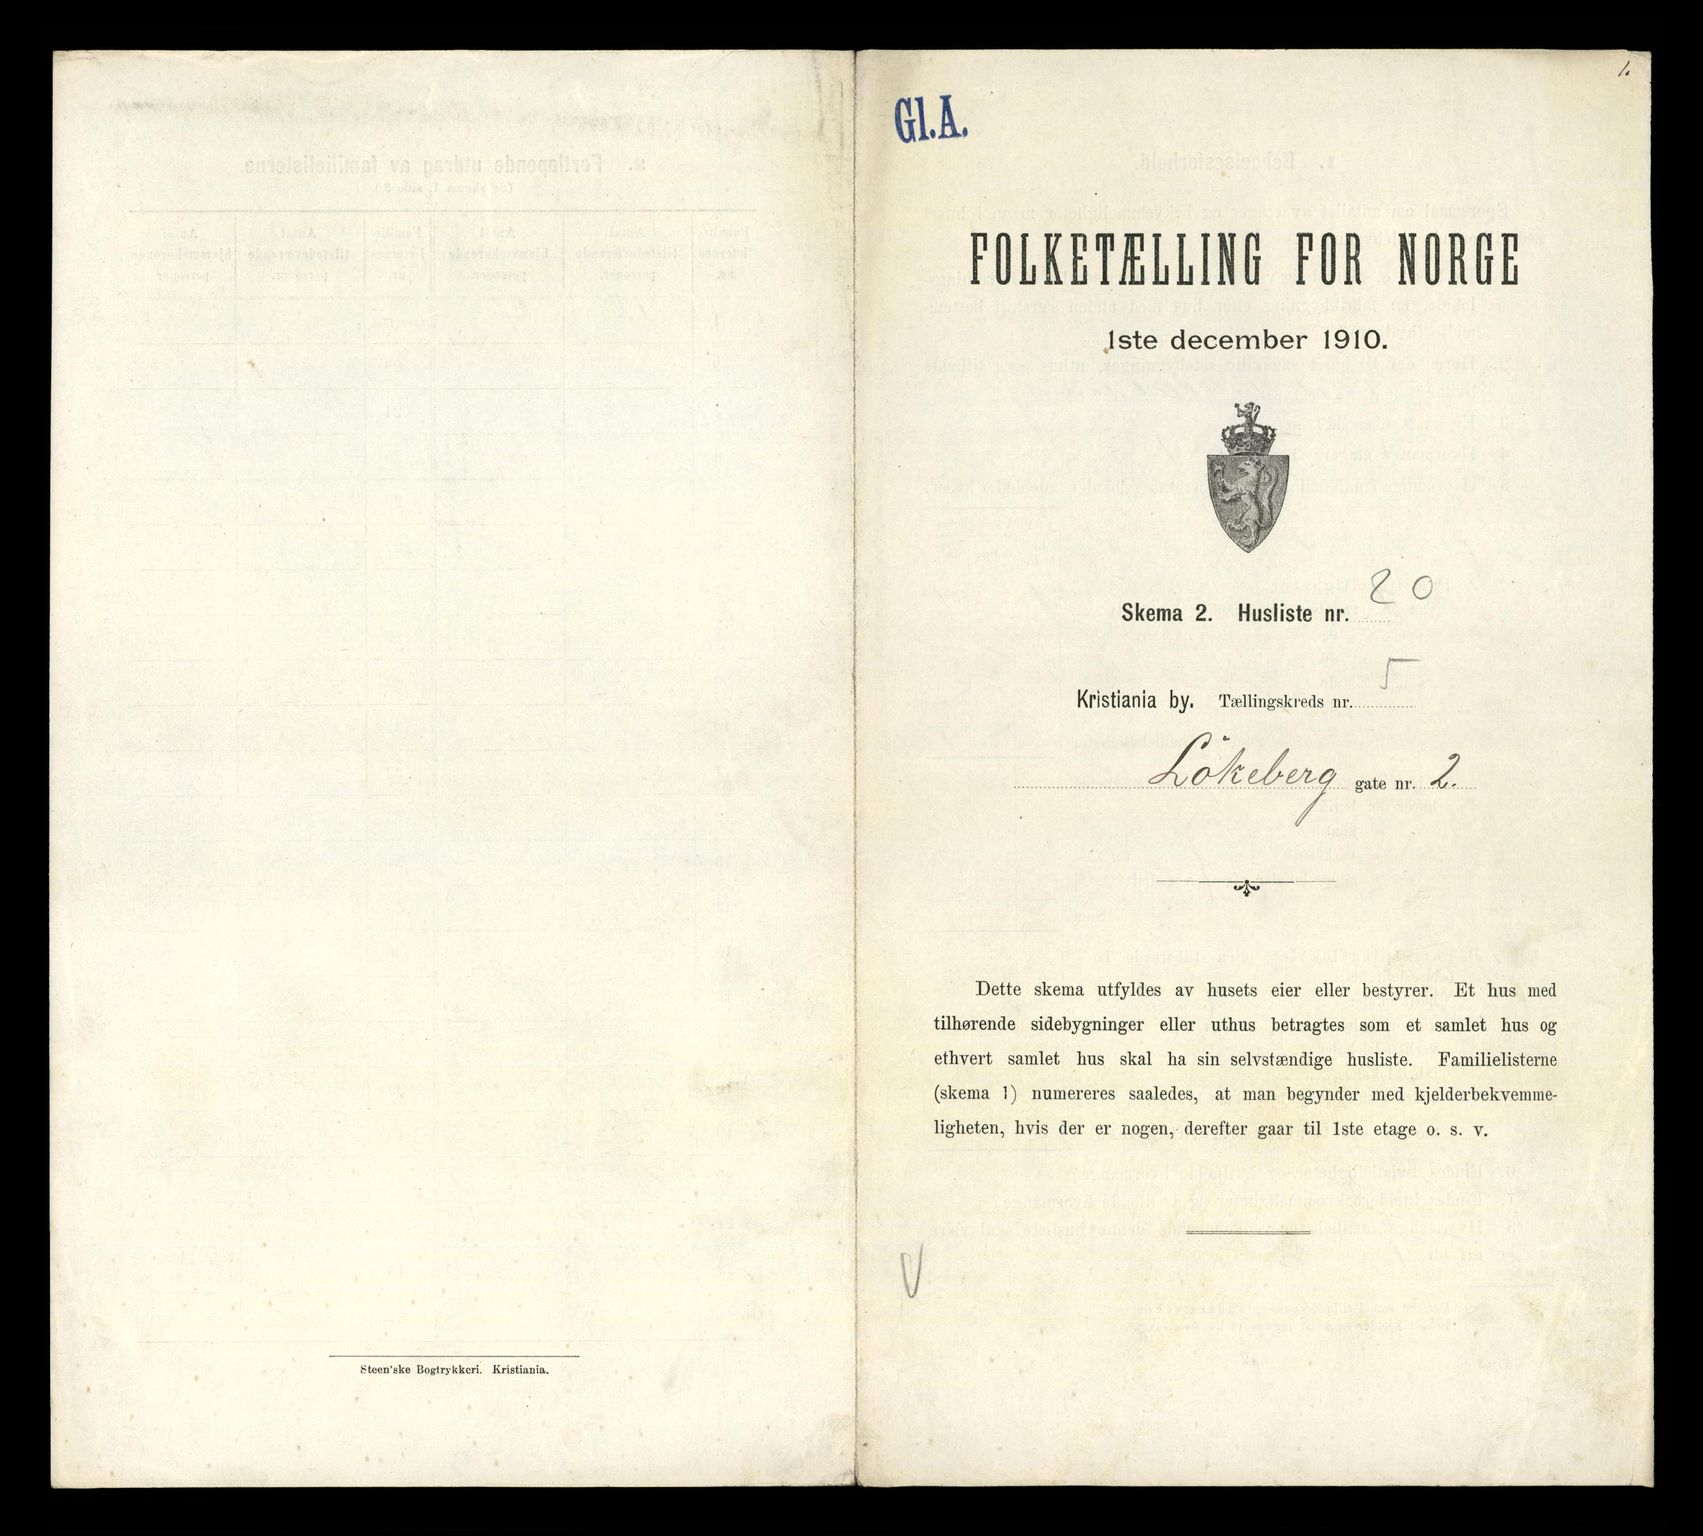 Steen'ske Bogtrykkeri. Kristiania.
1.
Gl.A.
FOLKETÆLLING FOR NORGE
1ste december 1910.
Skema 2. Husliste nr. 20
Kristiania by. Tællingskreds nr. 5
Lökeberg gate nr. 2.
Dette skema utfyldes av husets eier eller bestyrer. Et hus med
tilhørende sidebygninger eller uthus betragtes som et samlet hus og
ethvert samlet hus skal ha sin selvstændige husliste. Familielisterne
(skema 1) numereres saaledes, at man begynder med kjelderbekvemme-
ligheten, hvis der er nogen, derefter gaar til 1ste etage o. s. v.